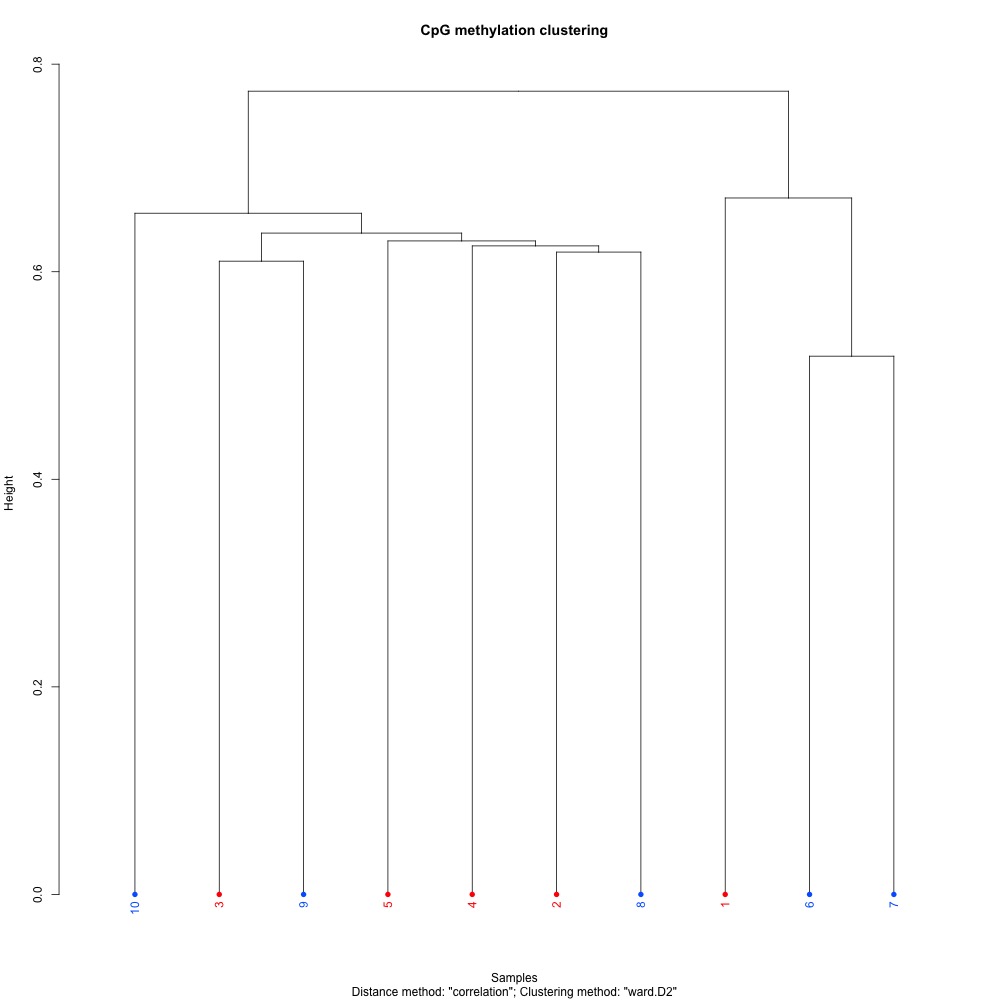 CpG methylation clustering
Height
0.8
0.6
0.4
0.2
0.0
10 3 9 5 4 2 8 1 6 7
Samples
Distance method: "correlation"; Clustering method: "ward.D2"